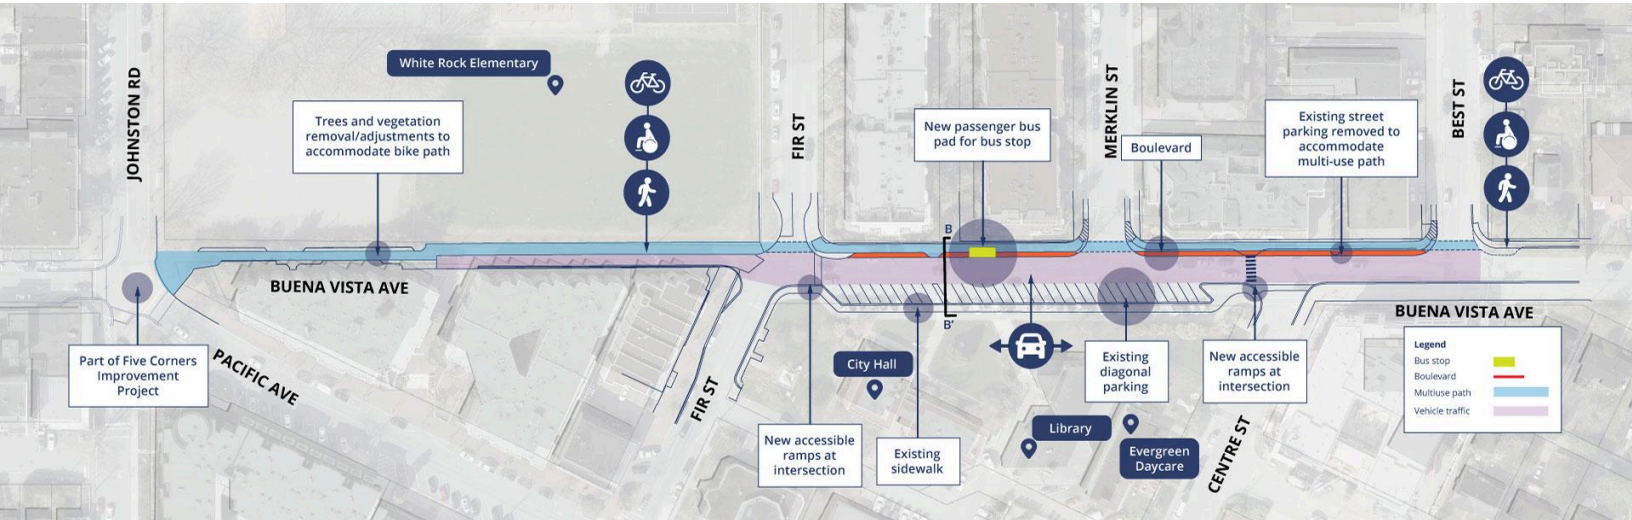 JOHNSTON RD
White Rock Elementary
Trees and vegetation
removal/adjustments to
accommodate bike path
FIR ST
New passenger bus
pad for bus stop
MERKLIN ST
Boulevard
Existing street
parking removed to
accommodate
multi-use path
BEST ST
B
B'
BUENA VISTA AVE
BUENA VISTA AVE
Part of Five Corners
Improvement
Project
PACIFIC AVE
FIR ST
City Hall
New accessible
ramps at
intersection
Existing
sidewalk
Existing
diagonal
parking
Library
Evergreen
Daycare
New accessible
ramps at
intersection
CENTRE ST
Legend
Bus stop
Boulevard
Multiuse path
Vehicle traffic